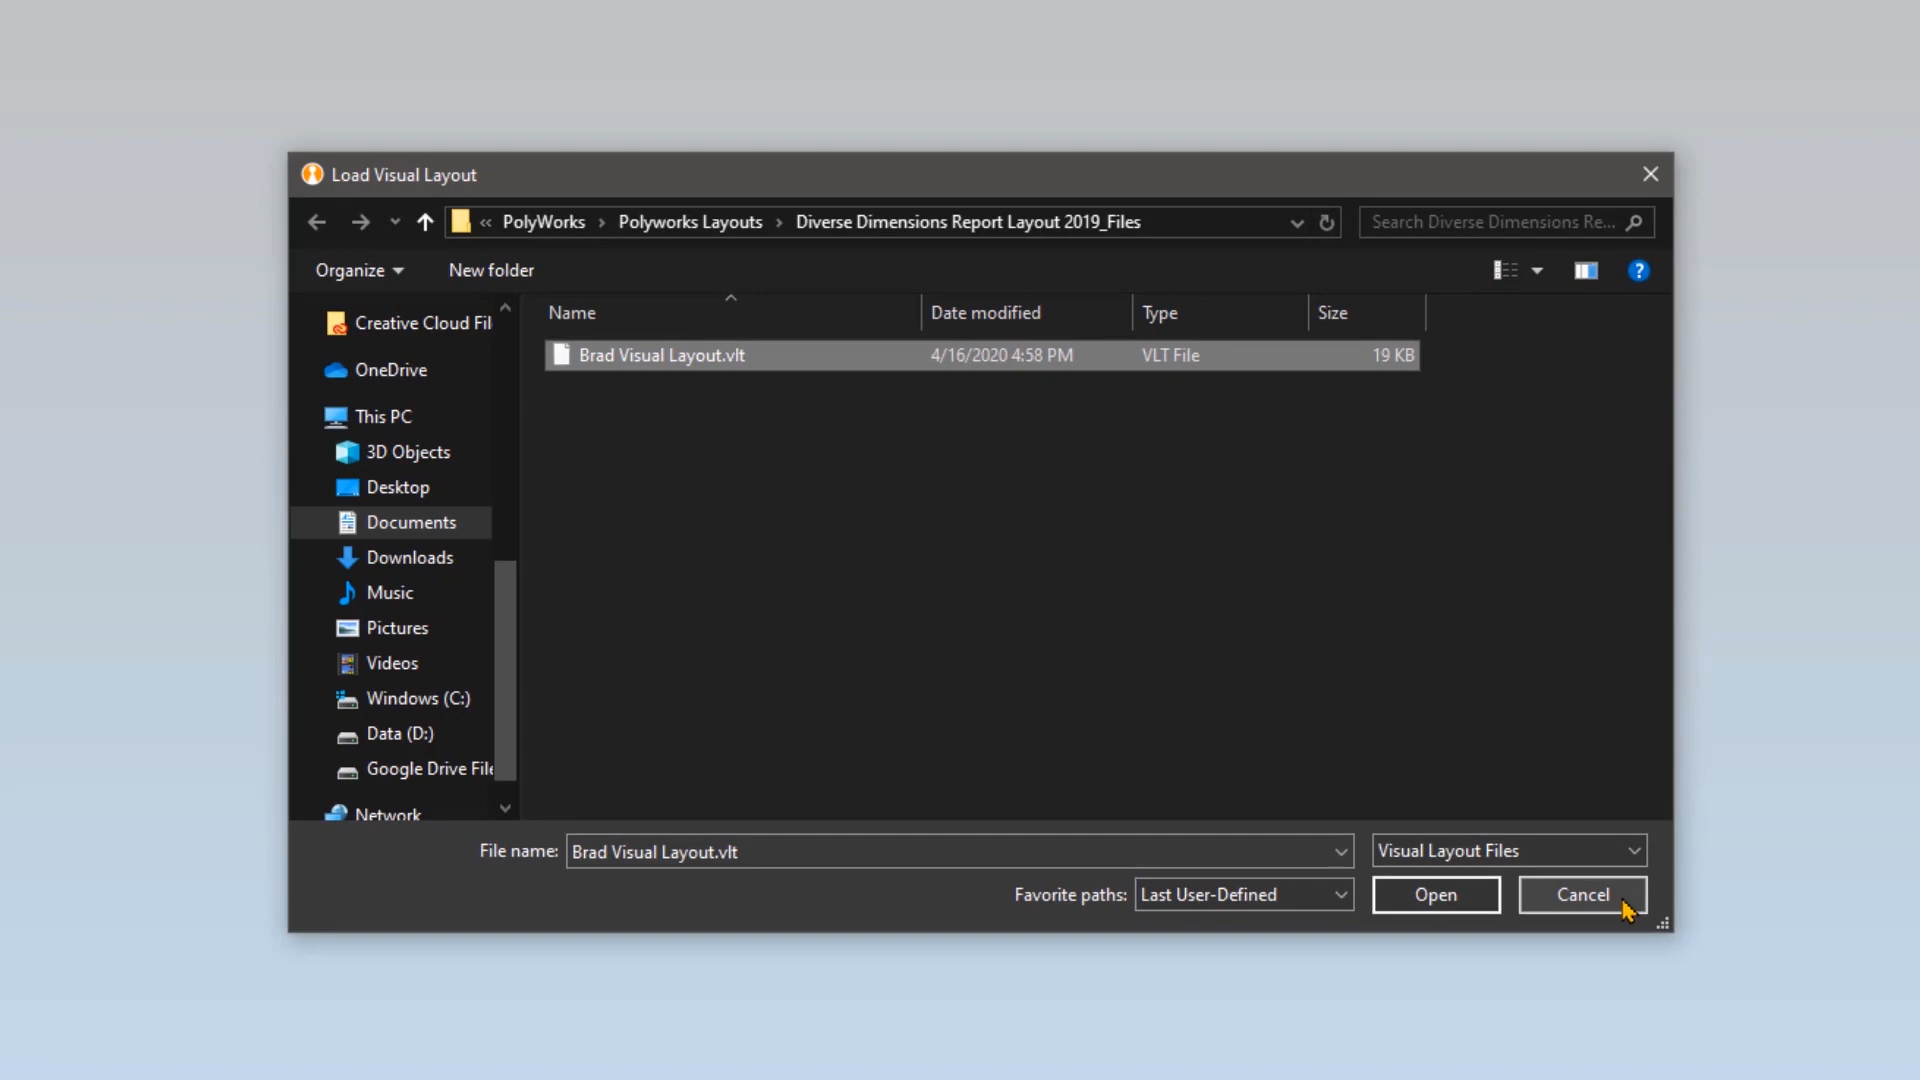 Load Visual Layout
« PolyWorks › Polyworks Layouts › Diverse Dimensions Report Layout 2019_Files
Search Diverse Dimensions Re...
Organize
New folder
?
Name
Date modified
Type
Size
Brad Visual Layout.vlt
4/16/2020 4:58 PM
VLT File
19 KB
Creative Cloud Fil
OneDrive
This PC
3D Objects
Desktop
Documents
Downloads
Music
Pictures
Videos
Windows (C:)
Data (D:)
Google Drive File
Network
File name:
Brad Visual Layout.vlt
Visual Layout Files
Favorite paths:
Last User-Defined
Open
Cancel